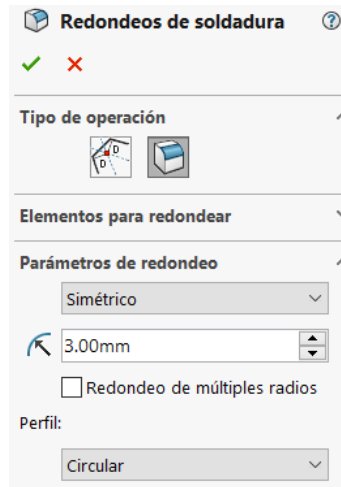 Redondeos de soldadura
Tipo de operación
D
D
Elementos para redondear
Parámetros de redondeo
Simétrico
3.00mm
Redondeo de múltiples radios
Perfil:
Circular